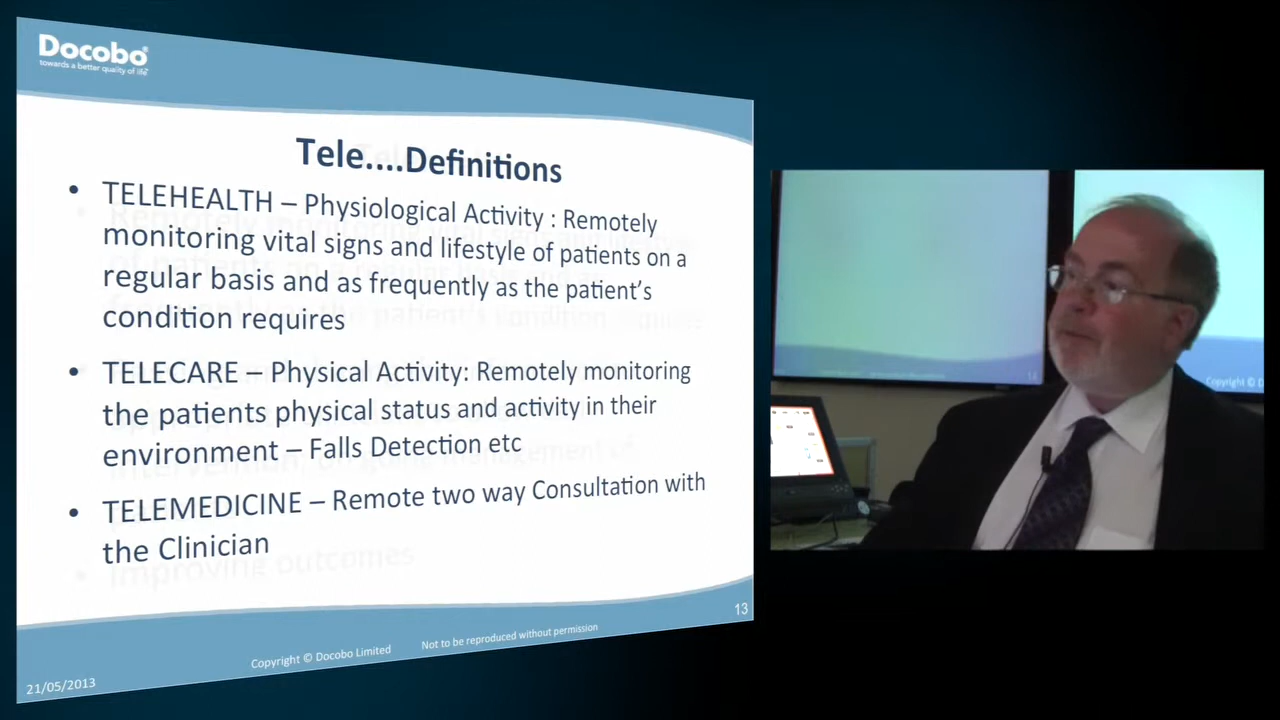 Docobo®
towards a better quality of life
Tele....Definitions
• TELEHEALTH – Physiological Activity : Remotely
monitoring vital signs and lifestyle of patients on a
regular basis and as frequently as the patient's
condition requires
• TELECARE – Physical Activity: Remotely monitoring
the patients physical status and activity in their
environment – Falls Detection etc
• TELEMEDICINE – Remote two way Consultation with
the Clinician
Improving outcomes
13
Copyright © Docobo Limited Not to be reproduced without permission
21/05/2013
Copyright © D